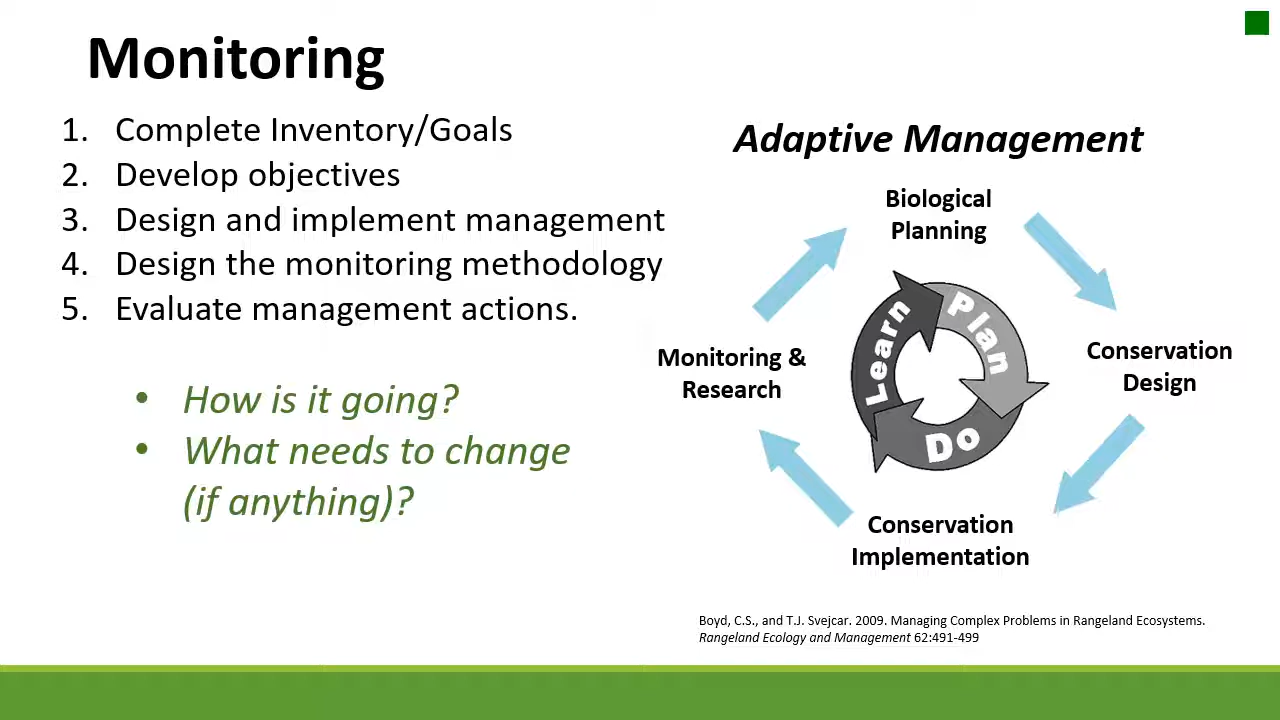 Monitoring
1. Complete Inventory/Goals
2. Develop objectives
3. Design and implement management
4. Design the monitoring methodology
5. Evaluate management actions.
• How is it going?
• What needs to change
(if anything)?
Adaptive Management
Biological
Planning
Conservation
Design
Conservation
Implementation
Monitoring &
Research
Plan
Do
Learn
Boyd, C.S., and T.J. Svejcar. 2009. Managing Complex Problems in Rangeland Ecosystems.
Rangeland Ecology and Management 62:491-499